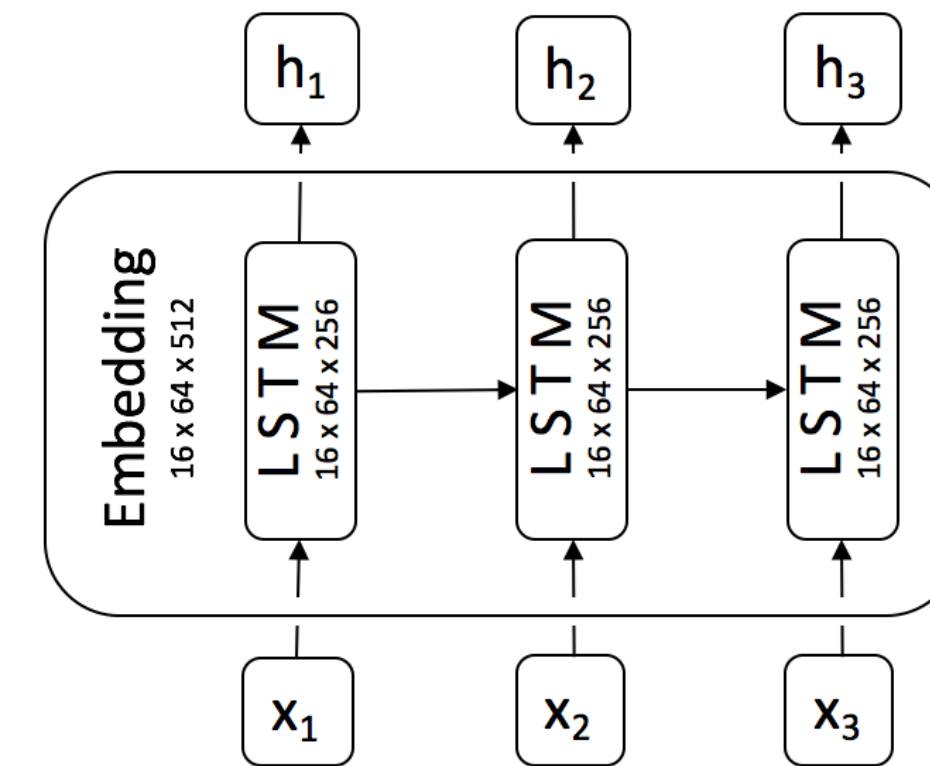 h₁
h₂
h₃
Embedding
16 x 64 x 512
LSTM
16 x 64 x 256
LSTM
16 x 64 x 256
LSTM
16 x 64 x 256
x₁
x₂
x₃